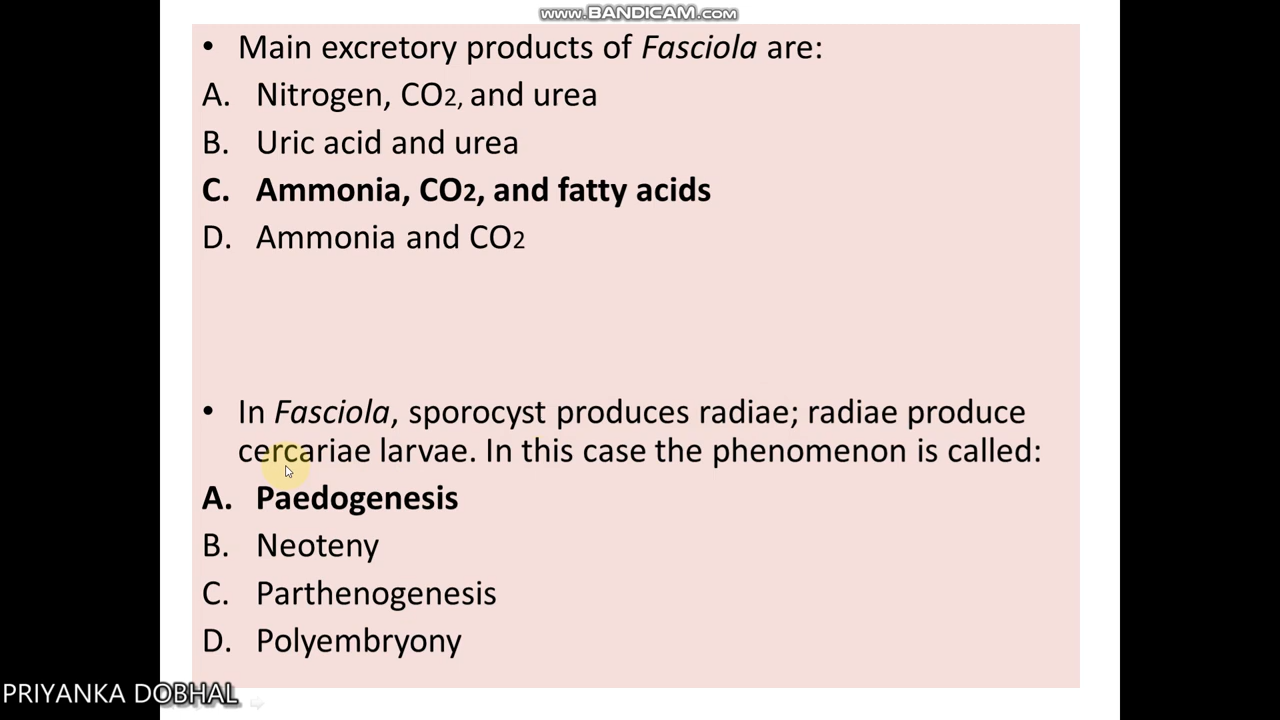 www.BANDICAM.com
• Main excretory products of Fasciola are:
A. Nitrogen, CO2, and urea
B. Uric acid and urea
C. Ammonia, CO2, and fatty acids
D. Ammonia and CO2
• In Fasciola, sporocyst produces radiae; radiae produce
cercariae larvae. In this case the phenomenon is called:
A. Paedogenesis
B. Neoteny
C. Parthenogenesis
D. Polyembryony
PRIYANKA DOBHAL